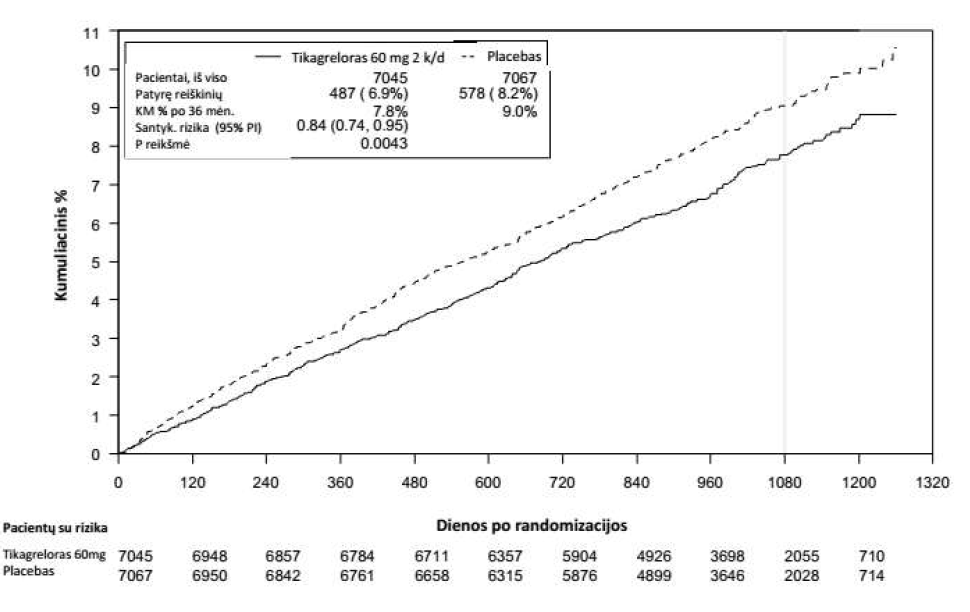 11
10
9
8
7
6
5
4
3
2
1
0
Kumuliacinis %
Tikagreloras 60 mg 2 k/d Placebas
Pacientai, iš viso 7045 7067
Patyrę reiškinių 487 ( 6.9%) 578 ( 8.2%)
KM % po 36 mėn. 7.8% 9.0%
Santyk. rizika (95% PI) 0.84 (0.74, 0.95)
P reikšmė 0.0043
0 120 240 360 480 600 720 840 960 1080 1200 1320
Dienos po randomizacijos
Pacientų su rizika
Tikagreloras 60mg 7045 6948 6857 6784 6711 6357 5904 4926 3698 2055 710
Placebas 7067 6950 6842 6761 6658 6315 5876 4899 3646 2028 714